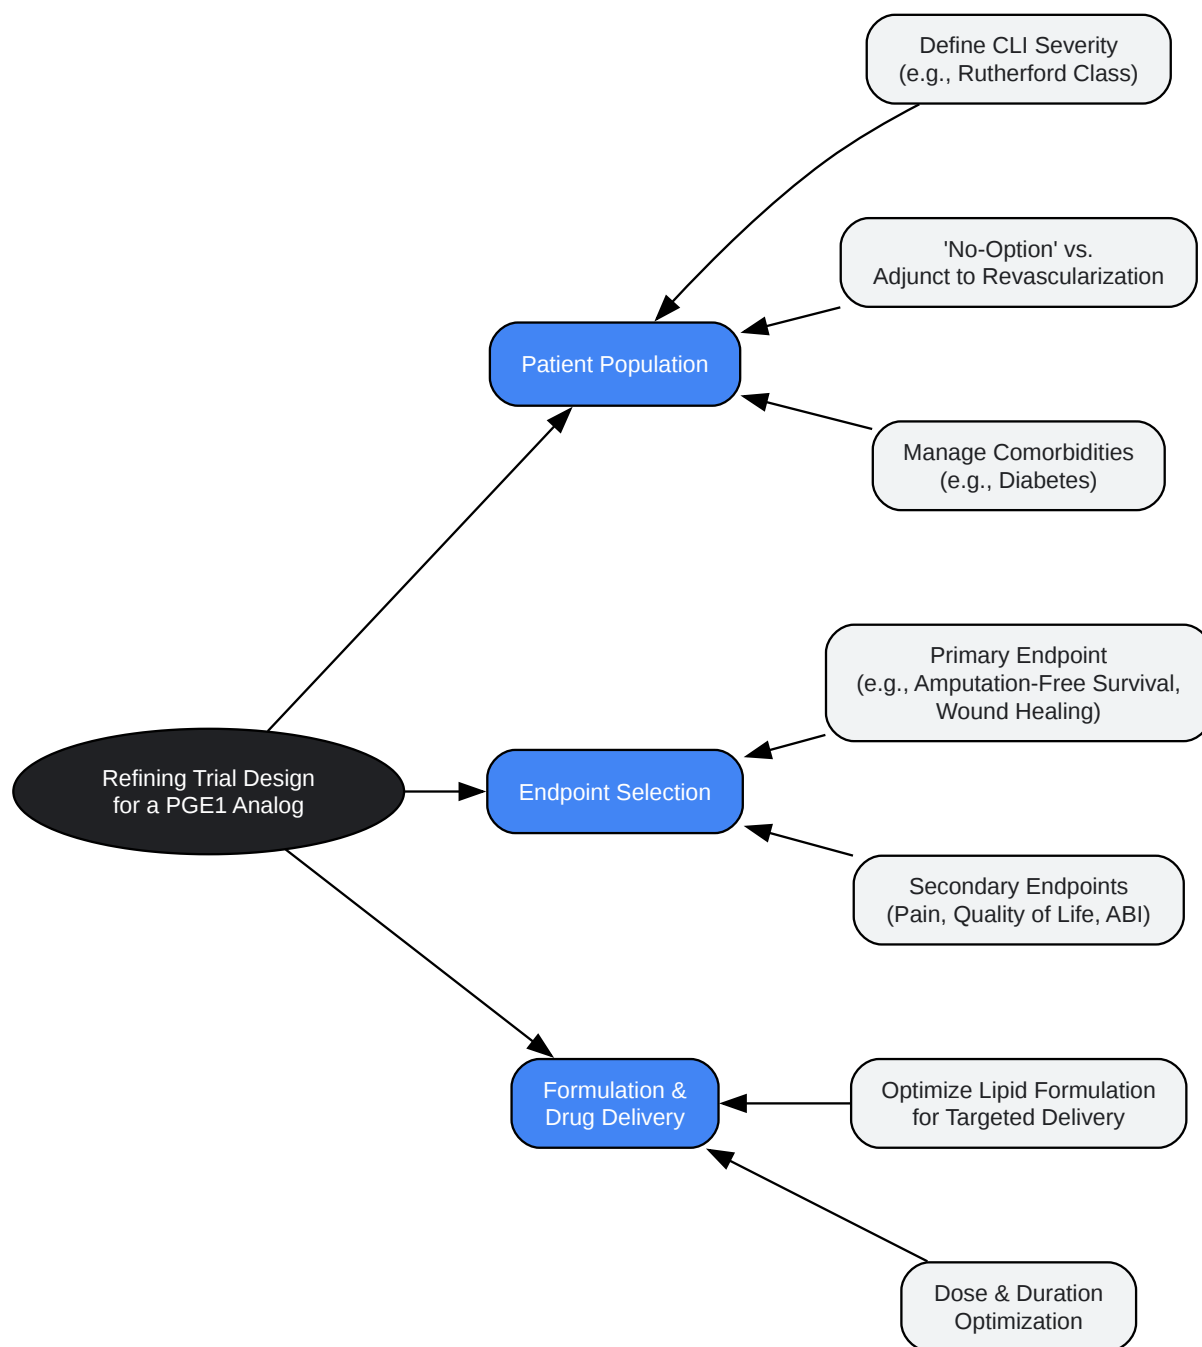 Define CLI Severity
(e.g., Rutherford Class)
'No-Option' vs.
Adjunct to Revascularization
Patient Population
Manage Comorbidities
(e.g., Diabetes)
Primary Endpoint
(e.g., Amputation-Free Survival,
Wound Healing)
Refining Trial Design
for a PGE1 Analog
Endpoint Selection
Secondary Endpoints
(Pain, Quality of Life, ABI)
Formulation &
Drug Delivery
Optimize Lipid Formulation
for Targeted Delivery
Dose & Duration
Optimization